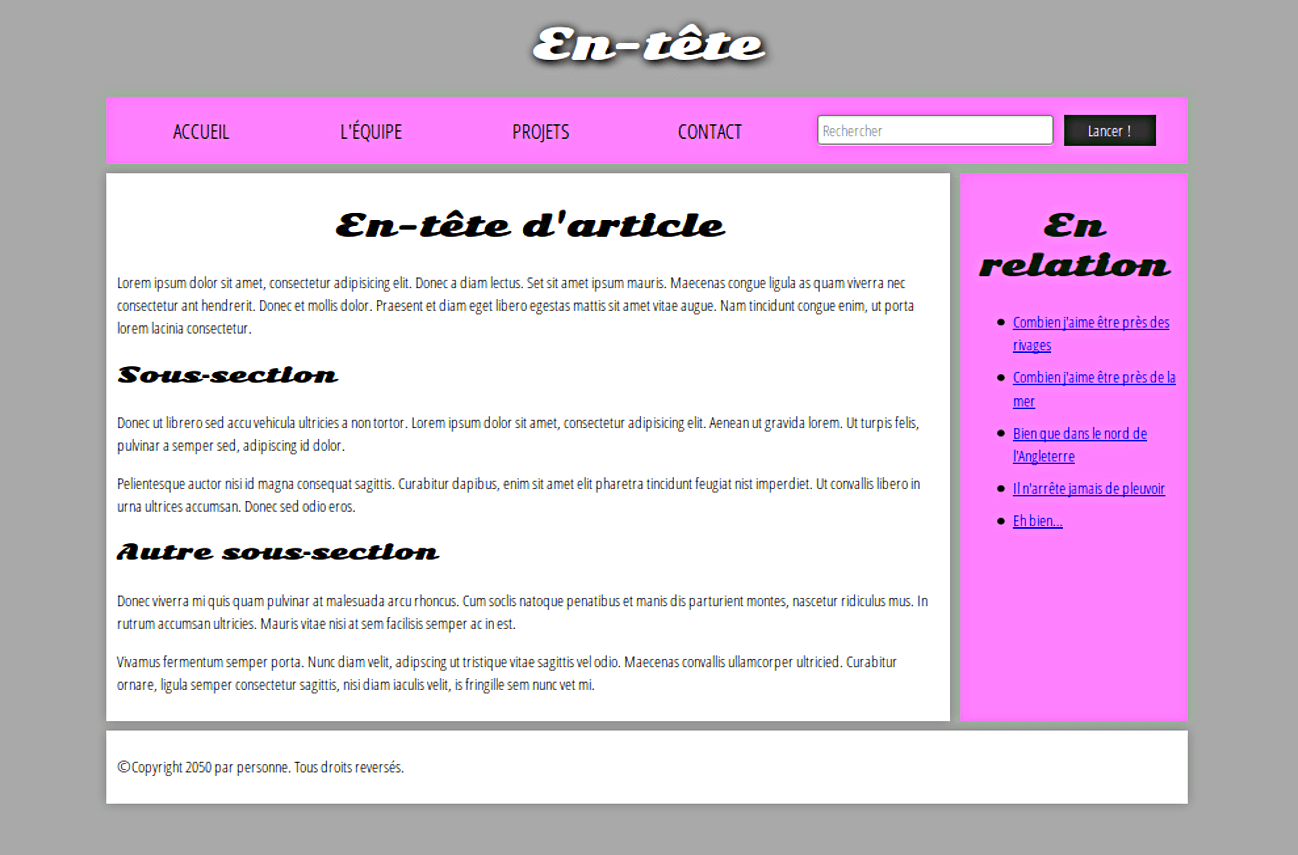 En-tête
ACCUEIL L'ÉQUIPE PROJETS CONTACT Rechercher Lancer !
En-tête d'article
Lorem ipsum dolor sit amet, consectetur adipisicing elit. Donec a diam lectus. Set sit amet ipsum mauris. Maecenas congue ligula as quam viverra nec
consectetur ant hendrerit. Donec et mollis dolor. Praesent et diam eget libero egestas mattis sit amet vitae augue. Nam tincidunt congue enim, ut porta
lorem lacinia consectetur.
Sous-section
Donec ut librero sed accu vehicula ultricies a non tortor. Lorem ipsum dolor sit amet, consectetur adipisicing elit. Aenean ut gravida lorem. Ut turpis felis,
pulvinar a semper sed, adipiscing id dolor.
Pelientesque auctor nisi id magna consequat sagittis. Curabitur dapibus, enim sit amet elit pharetra tincidunt feugiat nist imperdiet. Ut convallis libero in
urna ultrices accumsan. Donec sed odio eros.
Autre sous-section
Donec viverra mi quis quam pulvinar at malesuada arcu rhoncus. Cum soclis natoque penatibus et manis dis parturient montes, nascetur ridiculus mus. In
rutrum accumsan ultricies. Mauris vitae nisi at sem facilisis semper ac in est.
Vivamus fermentum semper porta. Nunc diam velit, adipscing ut tristique vitae sagittis vel odio. Maecenas convallis ullamcorper ultricied. Curabitur
ornare, ligula semper consectetur sagittis, nisi diam iaculis velit, is fringille sem nunc vet mi.
En
relation
Combien j'aime être près des
rivages
Combien j'aime être près de la
mer
Bien que dans le nord de
l'Angleterre
Il n'arrête jamais de pleuvoir
Eh bien...
©Copyright 2050 par personne. Tous droits reversés.